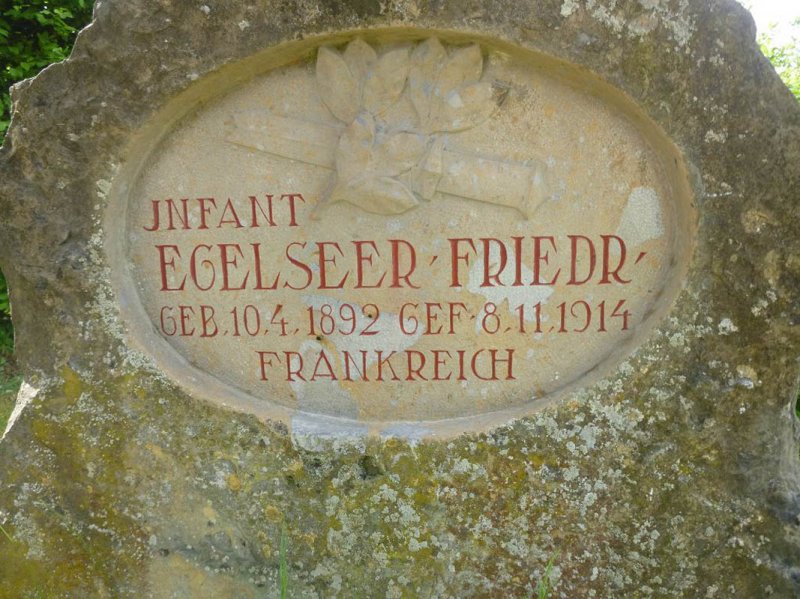 JNFANT
EGELSEER, FRIEDR,
GEB. 10.4.1892 GEF. 8.11.1914
FRANKREICH